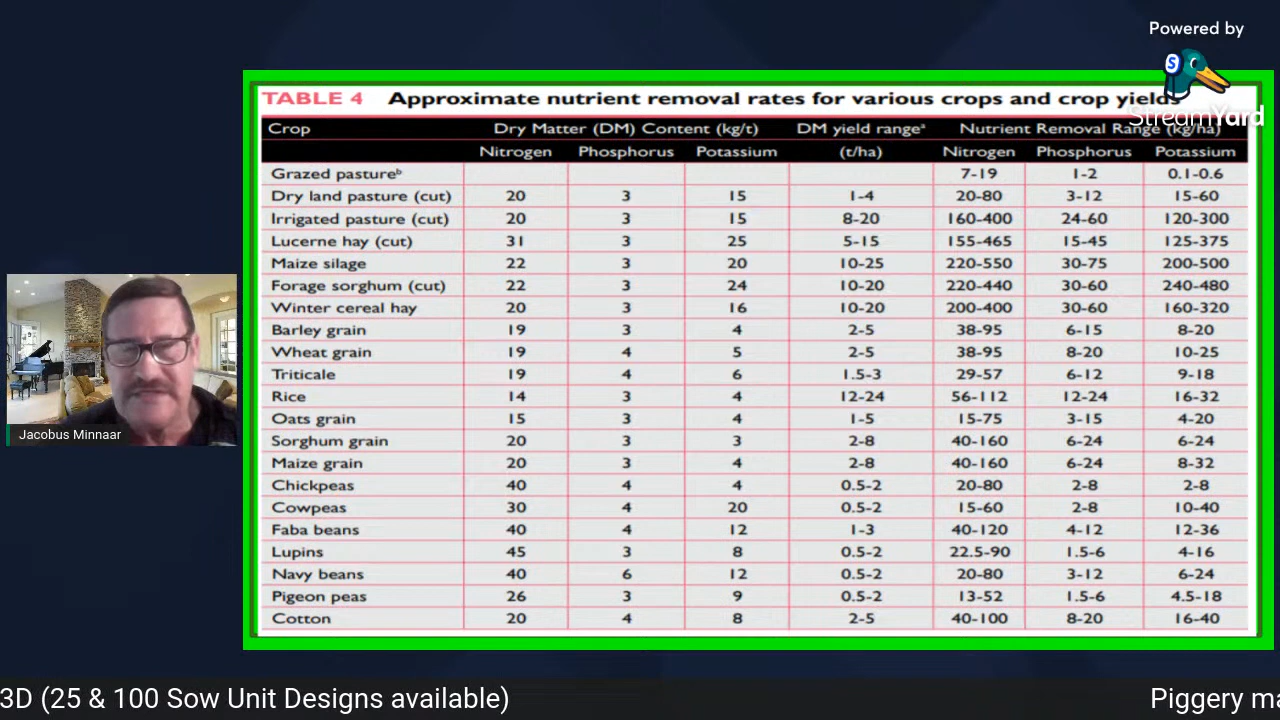 Powered by
StreamYard
TABLE 4 Approximate nutrient removal rates for various crops and crop yields
Crop Dry Matter (DM) Content (kg/t) DM yield rangeᵃ Nutrient Removal Range (kg/ha)
Nitrogen Phosphorus Potassium (t/ha) Nitrogen Phosphorus Potassium
Grazed pastureᵇ 7-19 1-2 0.1-0.6
Dry land pasture (cut) 20 3 15 1-4 20-80 3-12 15-60
Irrigated pasture (cut) 20 3 15 8-20 160-400 24-60 120-300
Lucerne hay (cut) 31 3 25 5-15 155-465 15-45 125-375
Maize silage 22 3 20 10-25 220-550 30-75 200-500
Forage sorghum (cut) 22 3 24 10-20 220-440 30-60 240-480
Winter cereal hay 20 3 16 10-20 200-400 30-60 160-320
Barley grain 19 3 4 2-5 38-95 6-15 8-20
Wheat grain 19 4 5 2-5 38-95 8-20 10-25
Triticale 19 4 6 1.5-3 29-57 6-12 9-18
Rice 14 3 4 12-24 56-112 12-24 16-32
Oats grain 15 3 4 1-5 15-75 3-15 4-20
Sorghum grain 20 3 3 2-8 40-160 6-24 6-24
Maize grain 20 3 4 2-8 40-160 6-24 8-32
Chickpeas 40 4 4 0.5-2 20-80 2-8 2-8
Cowpeas 30 4 20 0.5-2 15-60 2-8 10-40
Faba beans 40 4 12 1-3 40-120 4-12 12-36
Lupins 45 3 8 0.5-2 22.5-90 1.5-6 4-16
Navy beans 40 6 12 0.5-2 20-80 3-12 6-24
Pigeon peas 26 3 9 0.5-2 13-52 1.5-6 4.5-18
Cotton 20 4 8 2-5 40-100 8-20 16-40
Jacobus Minnaar
3D (25 & 100 Sow Unit Designs available) Piggery ma